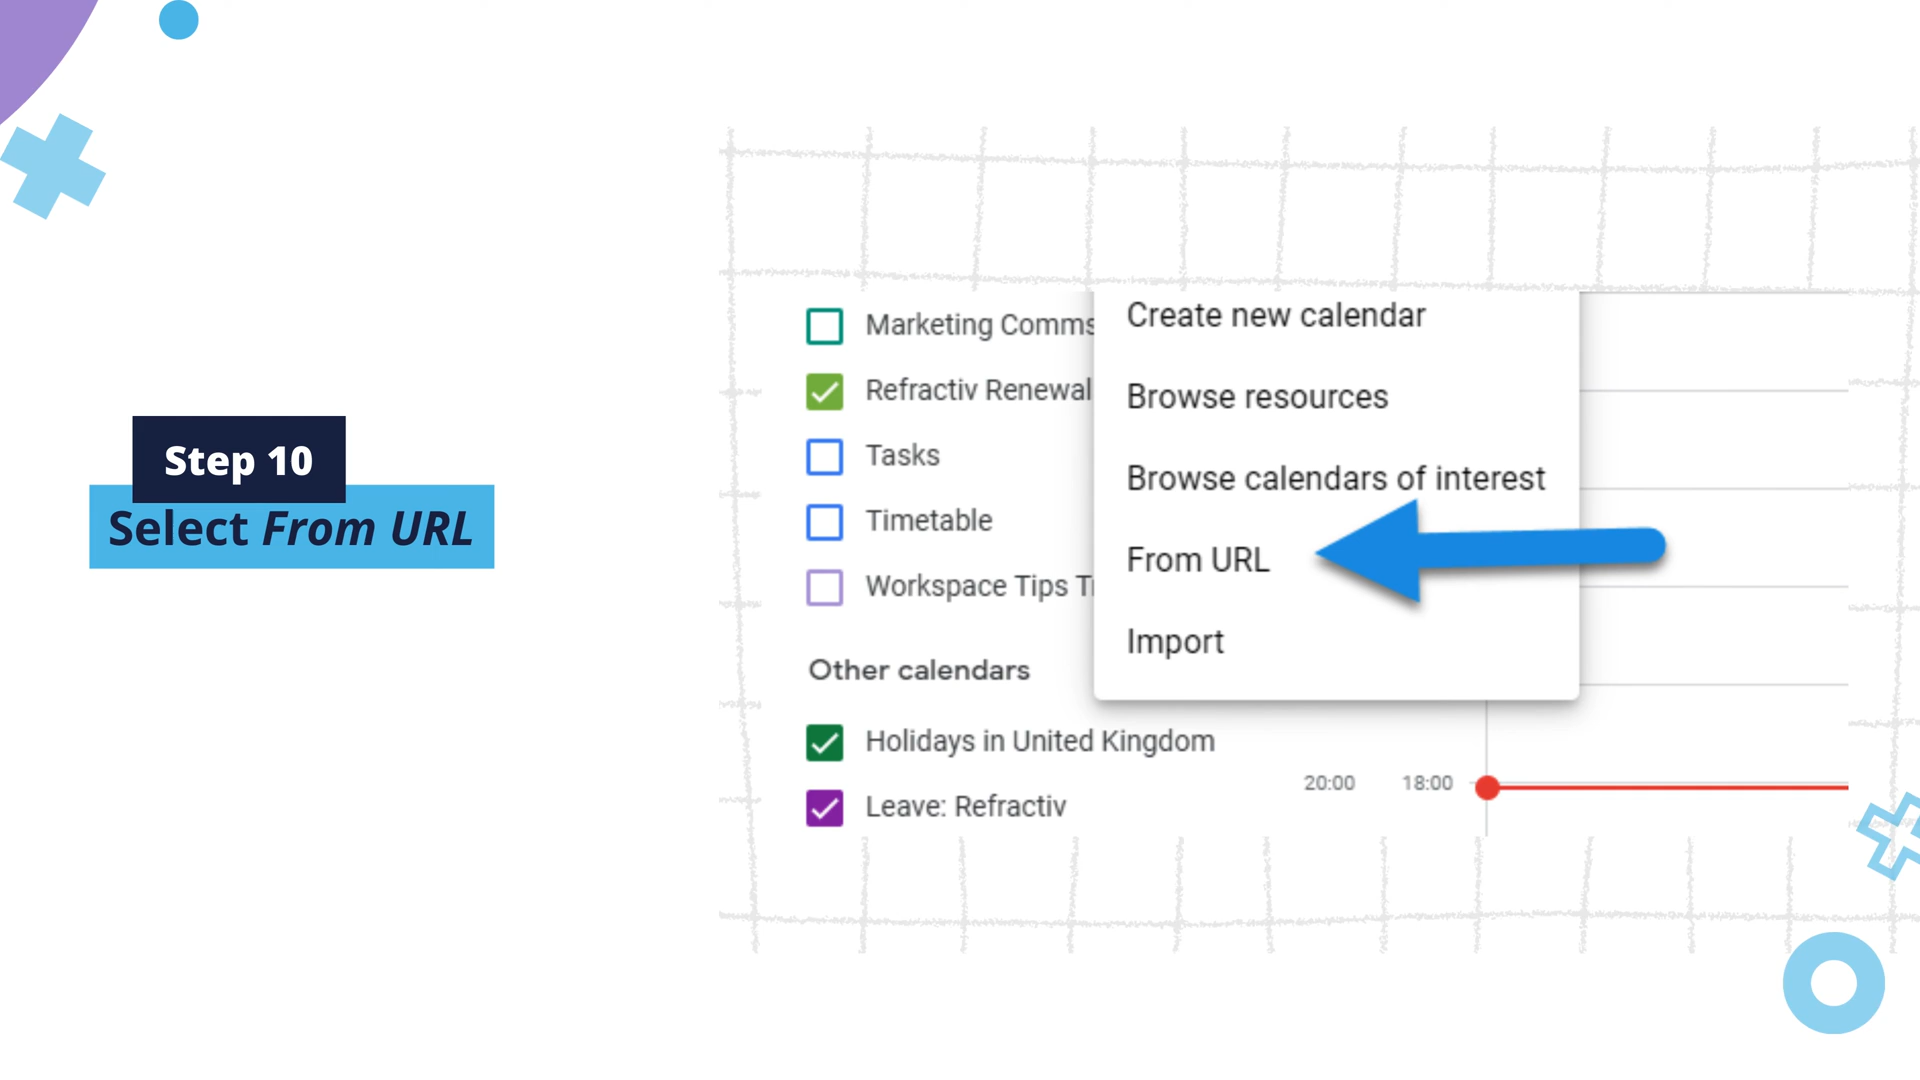 Step 10
Select From URL
Marketing Comms
Refractiv Renewal
Tasks
Timetable
Workspace Tips
Other calendars
Holidays in United Kingdom
Leave: Refractiv
Create new calendar
Browse resources
Browse calendars of interest
From URL
Import
20:00 18:00